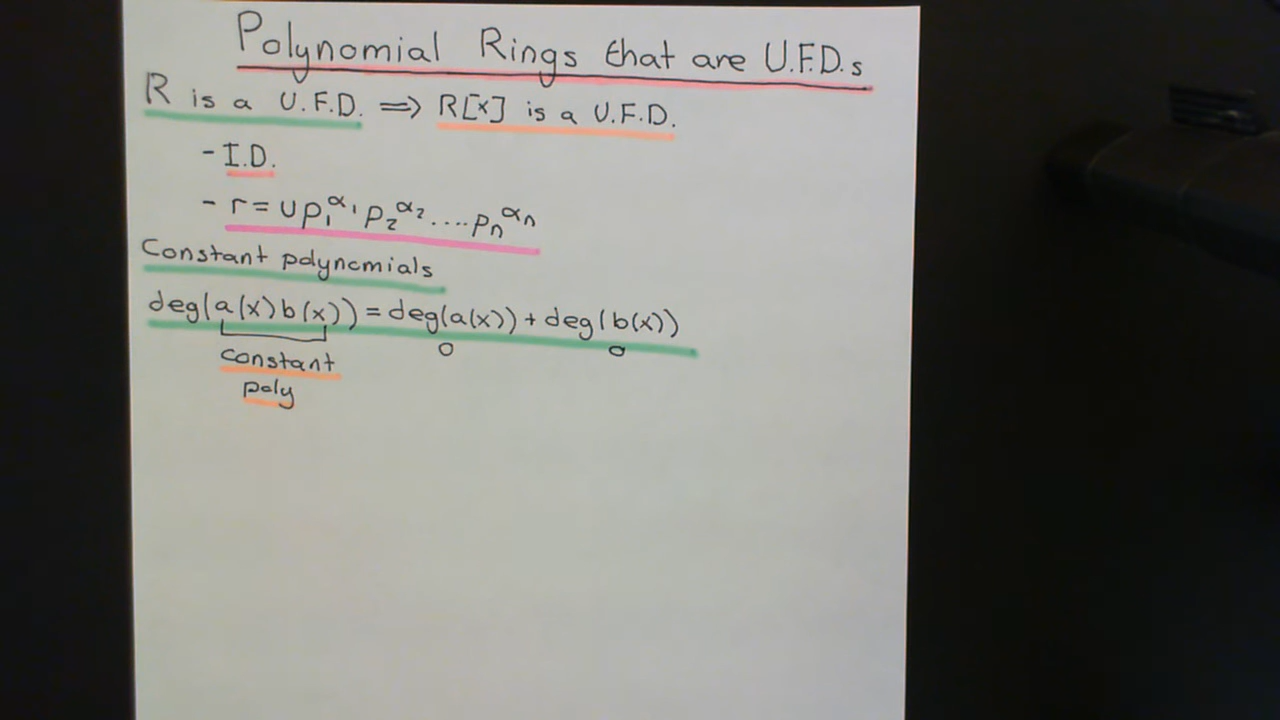 Polynomial Rings that are U.F.D.s
R is a U.F.D. ⟹ R[x] is a U.F.D.
- I.D.
- r = u p₁^α₁ p₂^α₂ .... pₙ^αₙ
Constant polynomials
deg(a(x)b(x)) = deg(a(x)) + deg(b(x))
0 0
constant
poly